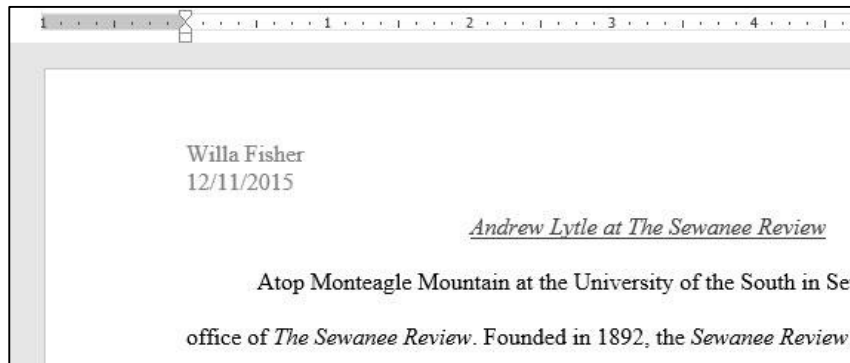 1 1 2 3 4
Willa Fisher
12/11/2015
Andrew Lytle at The Sewanee Review
Atop Monteagle Mountain at the University of the South in Se
office of The Sewanee Review. Founded in 1892, the Sewanee Review